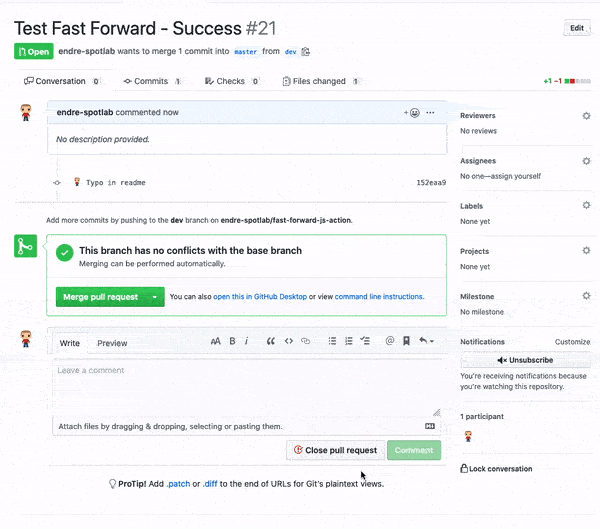 Test Fast Forward - Success #21
Edit
Open endre-spotlab wants to merge 1 commit into master from dev
Conversation 0 Commits 1 Checks 0 Files changed 1
+1 −1
endre-spotlab commented now
No description provided.
Typo in readme 152eaa9
Add more commits by pushing to the dev branch on endre-spotlab/fast-forward-js-action.
This branch has no conflicts with the base branch
Merging can be performed automatically.
Merge pull request You can also open this in GitHub Desktop or view command line instructions.
Write Preview AA B i
Leave a comment
Attach files by dragging & dropping, selecting or pasting them.
Close pull request Comment
ProTip! Add .patch or .diff to the end of URLs for Git's plaintext views.
Reviewers
No reviews
Assignees
No one—assign yourself
Labels
None yet
Projects
None yet
Milestone
No milestone
Notifications Customize
Unsubscribe
You're receiving notifications because
you're watching this repository.
1 participant
Lock conversation